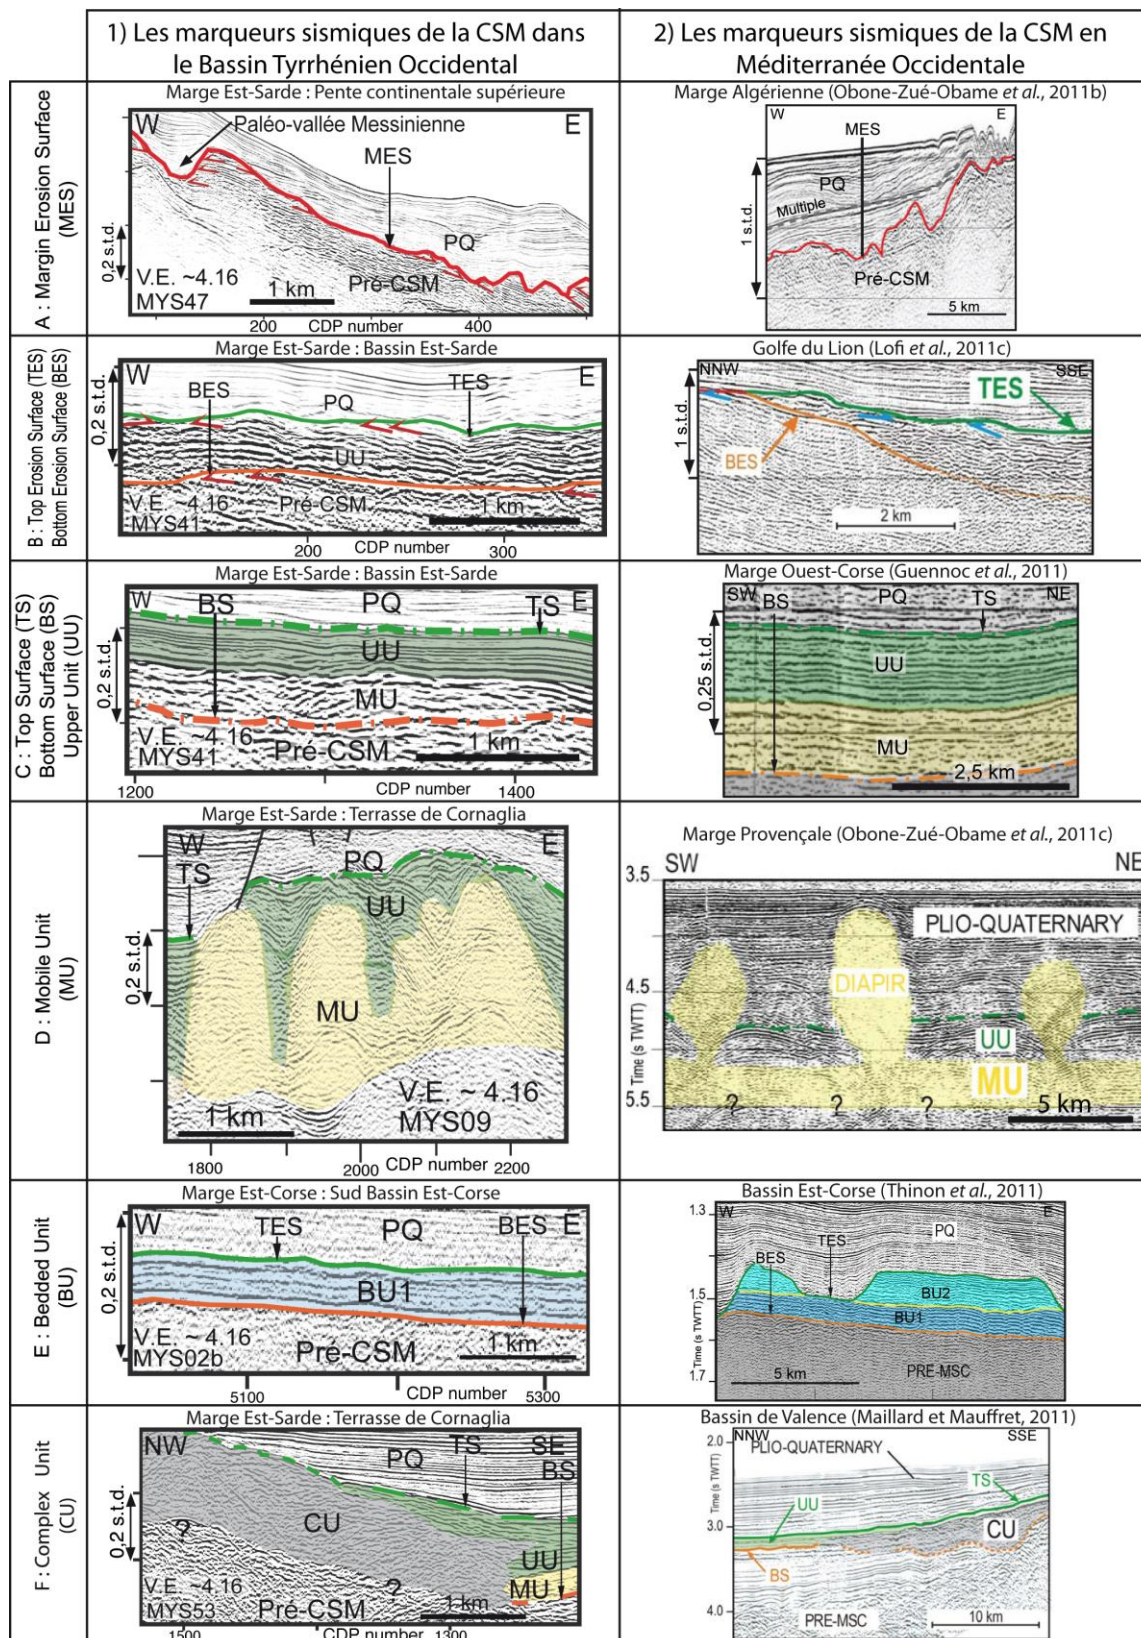 1) Les marqueurs sismiques de la CSM dans
le Bassin Tyrrhénien Occidental
2) Les marqueurs sismiques de la CSM en
Méditerranée Occidentale
A : Margin Erosion Surface
(MES)
Marge Est-Sarde : Pente continentale supérieure
W
E
Paléo-vallée Messinienne
MES
PQ
0,2 s.t.d.
Pré-CSM
V.E. ~4.16
MYS47
1 km
200
CDP number
400
Marge Algérienne (Obone-Zué-Obame et al., 2011b)
W
E
MES
PQ
Multiple
1 s.t.d.
Pré-CSM
5 km
B : Top Erosion Surface (TES)
Bottom Erosion Surface (BES)
Marge Est-Sarde : Bassin Est-Sarde
W
E
BES
TES
PQ
0,2 s.t.d.
UU
V.E. ~4.16
MYS41
Pré-CSM
1 km
200
CDP number
300
Golfe du Lion (Lofi et al., 2011c)
NNW
SSE
TES
1 s.t.d.
BES
2 km
C : Top Surface (TS)
Bottom Surface (BS)
Upper Unit (UU)
Marge Est-Sarde : Bassin Est-Sarde
W
BS
PQ
TS
E
UU
0,2 s.t.d.
MU
V.E. ~4.16
MYS41
Pré-CSM
1 km
1200
CDP number
1400
Marge Ouest-Corse (Guennoc et al., 2011)
SW
BS
PQ
TS
NE
UU
0,25 s.t.d.
MU
2,5 km
D : Mobile Unit
(MU)
Marge Est-Sarde : Terrasse de Cornaglia
W
E
TS
PQ
UU
0,2 s.t.d.
MU
V.E. ~ 4.16
MYS09
1 km
1800
2000
CDP number
2200
Marge Provençale (Obone-Zué-Obame et al., 2011c)
SW
NE
3.5
PLIO-QUATERNARY
DIAPIR
4.5
UU
Time (s TWTT)
MU
5.5
?
?
?
5 km
E : Bedded Unit
(BU)
Marge Est-Corse : Sud Bassin Est-Corse
W
TES
PQ
BES
E
0,2 s.t.d.
BU1
V.E. ~ 4.16
MYS02b
Pré-CSM
1 km
5100
CDP number
5300
Bassin Est-Corse (Thinon et al., 2011)
W
E
1.3
PQ
BES
TES
BU2
1.5
BU1
Time (s TWTT)
PRE-MSC
5 km
1.7
F : Complex Unit
(CU)
Marge Est-Sarde : Terrasse de Cornaglia
NW
PQ
TS
SE
BS
0,2 s.t.d.
CU
UU
MU
?
?
V.E. ~4.16
MYS53
Pré-CSM
1 km
1500
CDP number
1300
Bassin de Valence (Maillard et Mauffret, 2011)
NNW
SSE
2.0
PLIO-QUATERNARY
Time (s TWTT)
TS
UU
3.0
CU
BS
4.0
PRE-MSC
10 km